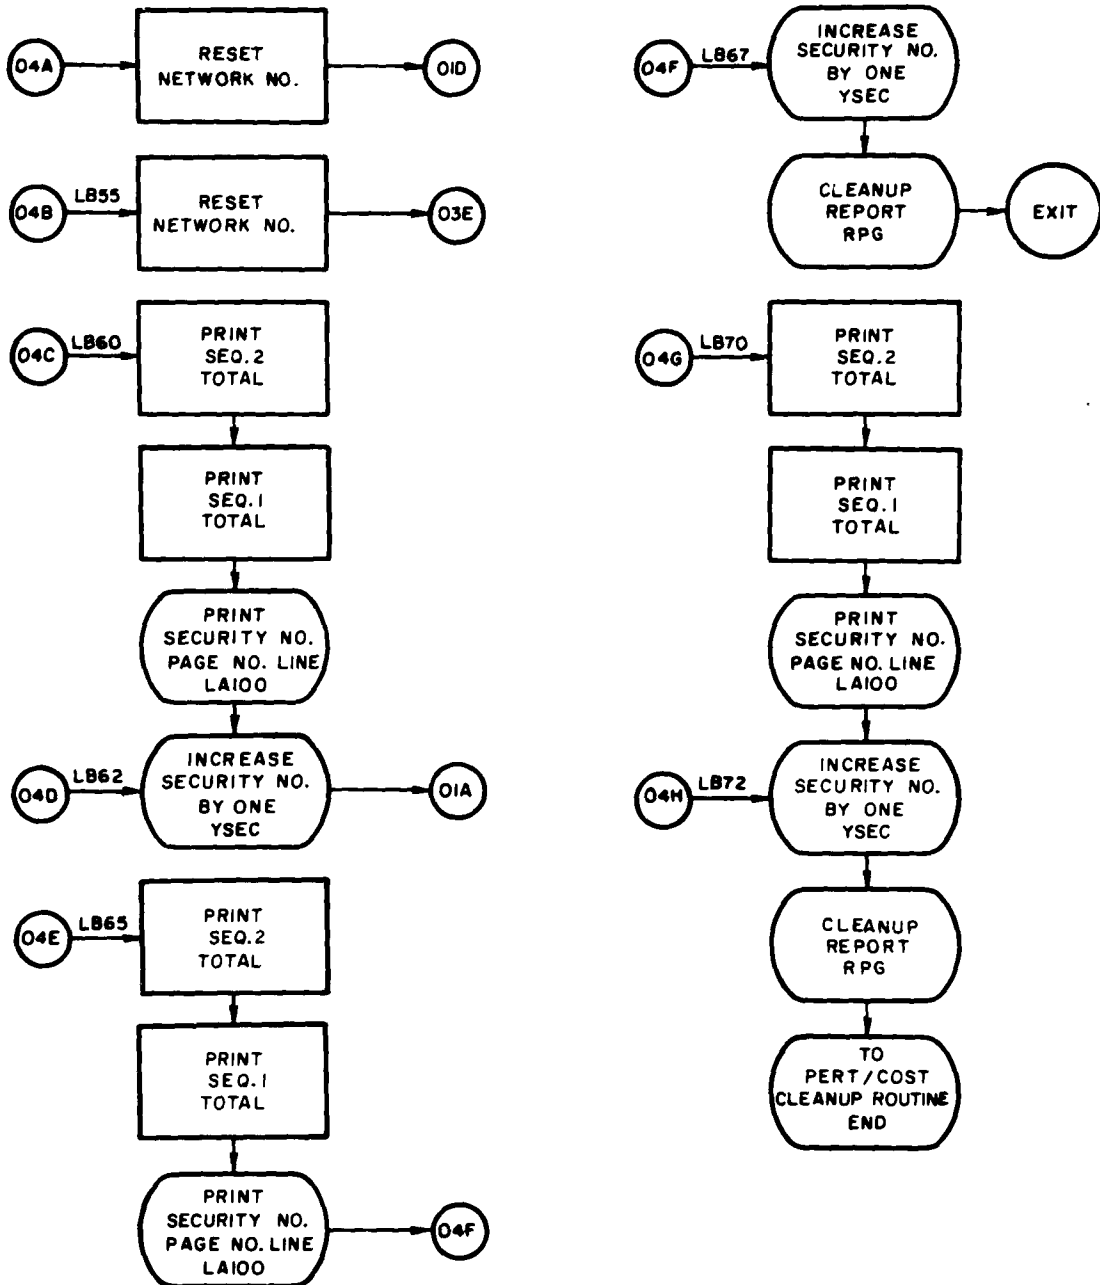 04A
RESET
NETWORK NO.
01D
04B
LB55
RESET
NETWORK NO.
03E
04C
LB60
PRINT
SEQ.2
TOTAL
PRINT
SEQ.1
TOTAL
PRINT
SECURITY NO.
PAGE NO. LINE
LA100
04D
LB62
INCREASE
SECURITY NO.
BY ONE
YSEC
01A
04E
LB65
PRINT
SEQ.2
TOTAL
PRINT
SEQ.1
TOTAL
PRINT
SECURITY NO.
PAGE NO. LINE
LA100
04F
04F
LB67
INCREASE
SECURITY NO.
BY ONE
YSEC
CLEANUP
REPORT
RPG
EXIT
04G
LB70
PRINT
SEQ.2
TOTAL
PRINT
SEQ.1
TOTAL
PRINT
SECURITY NO.
PAGE NO. LINE
LA100
04H
LB72
INCREASE
SECURITY NO.
BY ONE
YSEC
CLEANUP
REPORT
RPG
TO
PERT/COST
CLEANUP ROUTINE
END